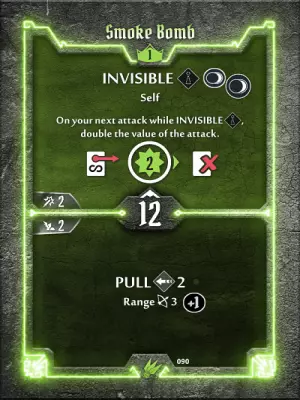 Smoke Bomb
1
INVISIBLE
Self
On your next attack while INVISIBLE,
double the value of the attack.
S 2
2
12
2
PULL 2
Range 3 +1
090